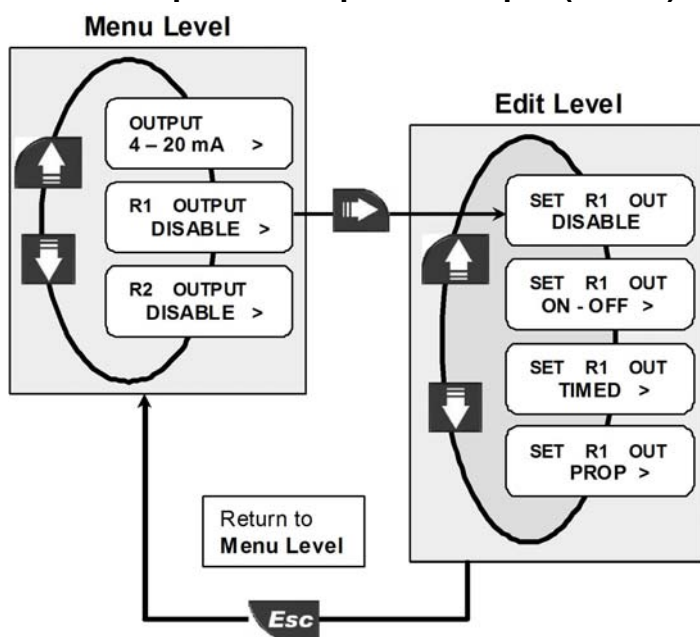 Menu Level
OUTPUT
4 – 20 mA >
R1 OUTPUT
DISABLE >
R2 OUTPUT
DISABLE >
Edit Level
SET R1 OUT
DISABLE
SET R1 OUT
ON - OFF >
SET R1 OUT
TIMED >
SET R1 OUT
PROP >
Return to
Menu Level
Esc